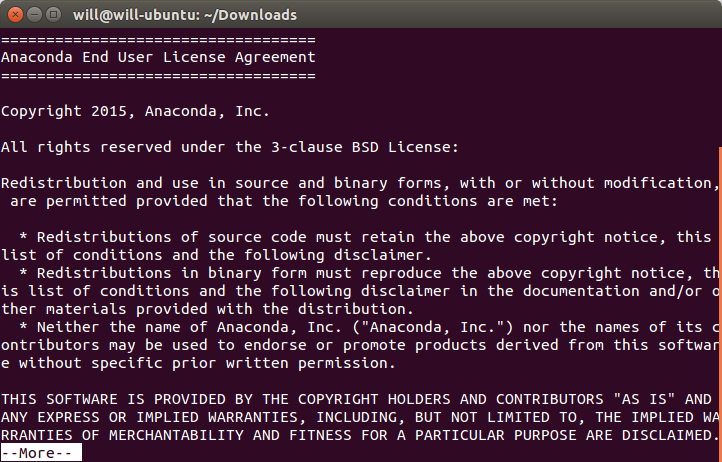 will@will-ubuntu: ~/Downloads
===================================
Anaconda End User License Agreement
===================================
Copyright 2015, Anaconda, Inc.
All rights reserved under the 3-clause BSD License:
Redistribution and use in source and binary forms, with or without modification,
are permitted provided that the following conditions are met:
* Redistributions of source code must retain the above copyright notice, this
list of conditions and the following disclaimer.
* Redistributions in binary form must reproduce the above copyright notice, th
is list of conditions and the following disclaimer in the documentation and/or o
ther materials provided with the distribution.
* Neither the name of Anaconda, Inc. ("Anaconda, Inc.") nor the names of its c
ontributors may be used to endorse or promote products derived from this softwar
e without specific prior written permission.
THIS SOFTWARE IS PROVIDED BY THE COPYRIGHT HOLDERS AND CONTRIBUTORS "AS IS" AND
ANY EXPRESS OR IMPLIED WARRANTIES, INCLUDING, BUT NOT LIMITED TO, THE IMPLIED WA
RRANTIES OF MERCHANTABILITY AND FITNESS FOR A PARTICULAR PURPOSE ARE DISCLAIMED.
--More--